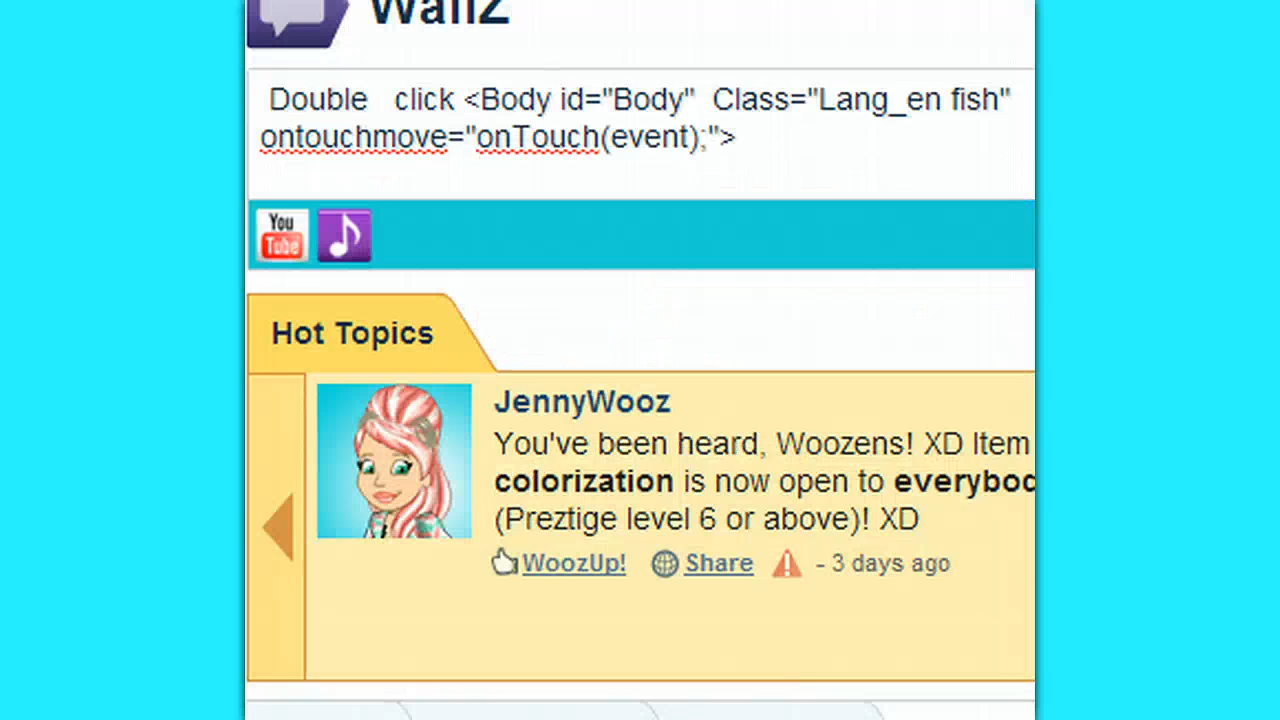 WallZ
Double click <Body id="Body" Class="Lang_en fish"
ontouchmove="onTouch(event);">
You
Tube
Hot Topics
JennyWooz
You've been heard, Woozens! XD Item
colorization is now open to everybod
(Preztige level 6 or above)! XD
WoozUp! Share - 3 days ago